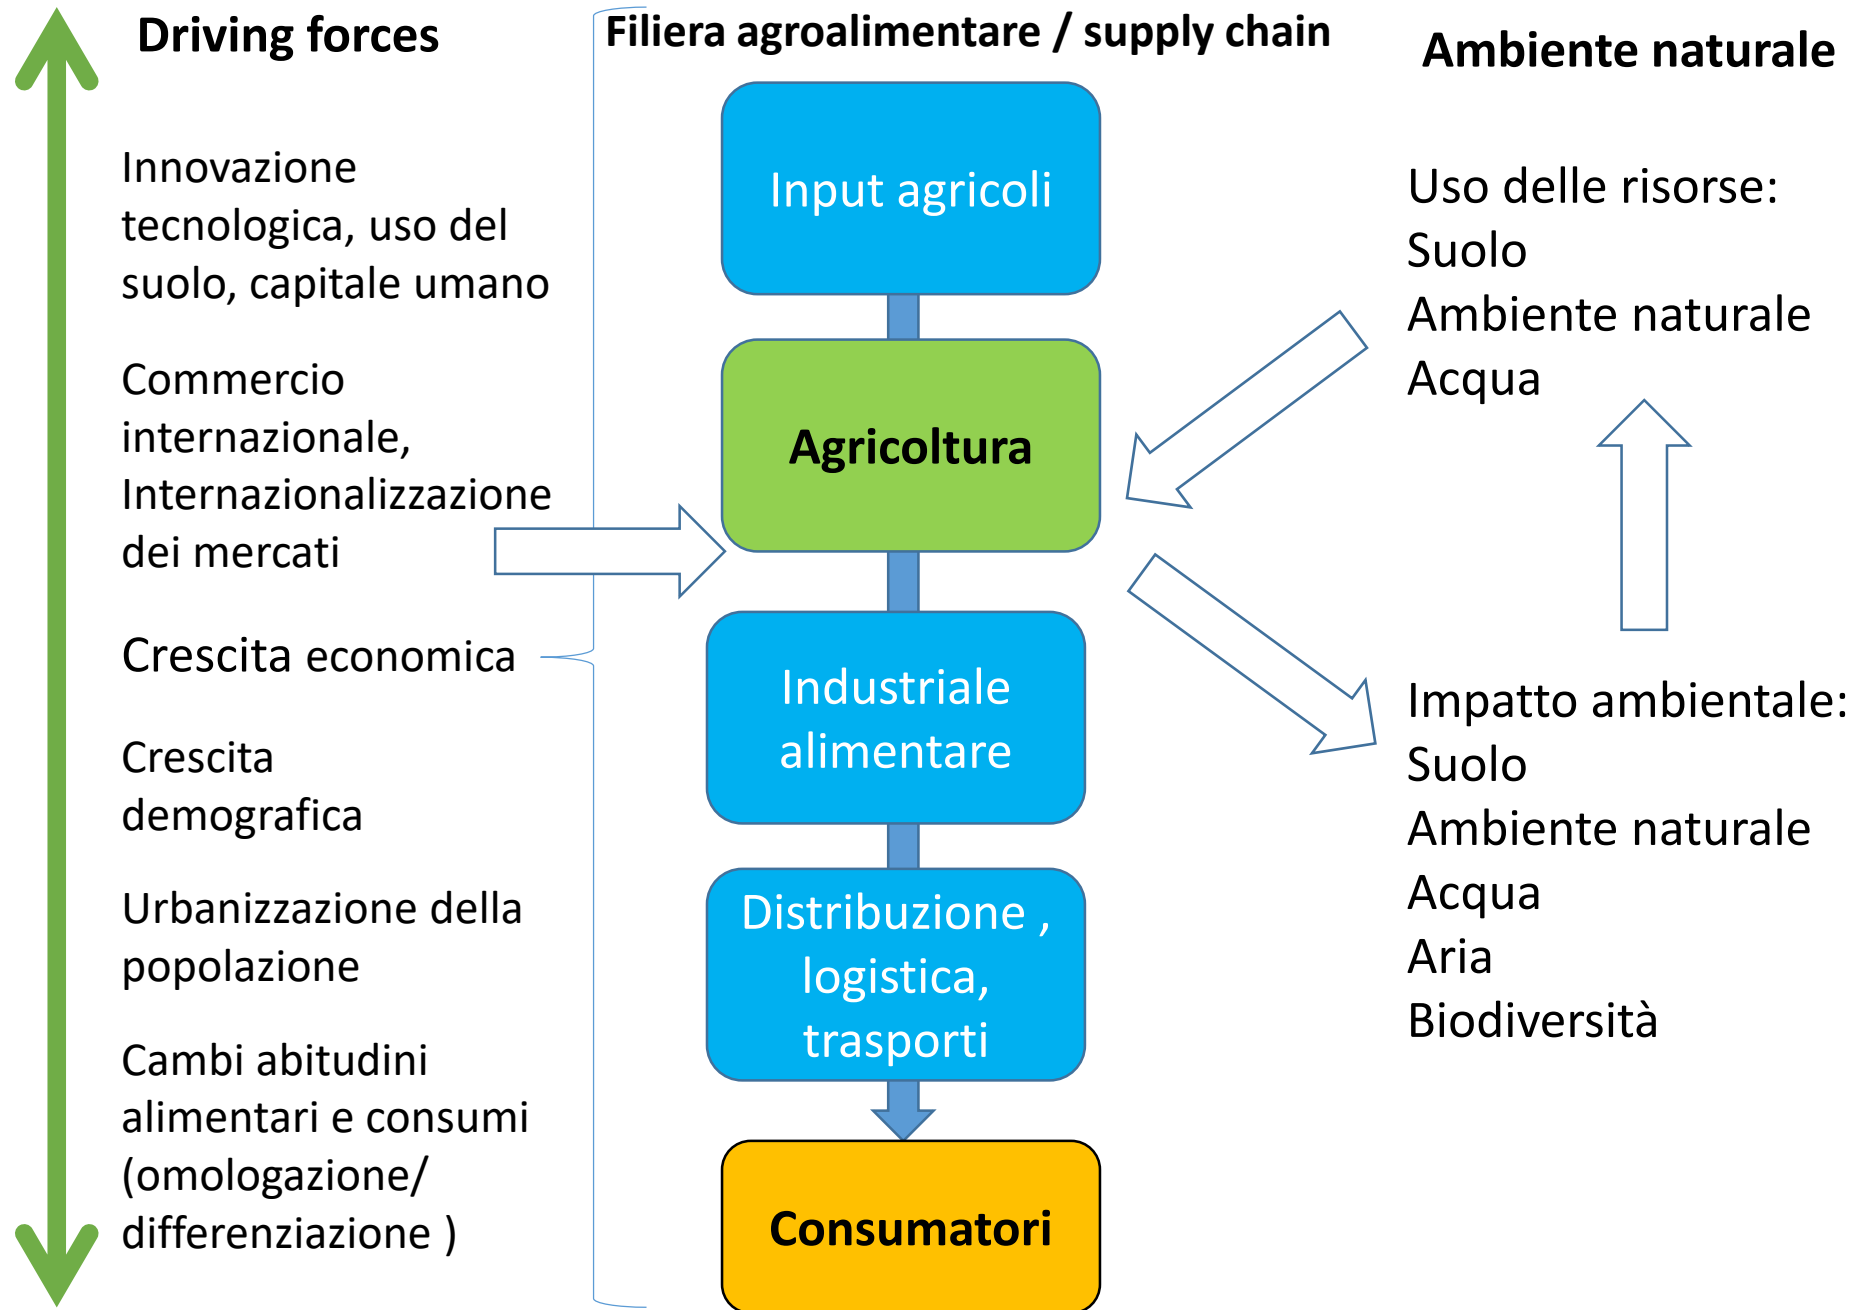 Driving forces
Innovazione
tecnologica, uso del
suolo, capitale umano
Commercio
internazionale,
Internazionalizzazione
dei mercati
Crescita economica
Crescita
demografica
Urbanizzazione della
popolazione
Cambi abitudini
alimentari e consumi
(omologazione/
differenziazione )
Filiera agroalimentare / supply chain
Input agricoli
Agricoltura
Industriale
alimentare
Distribuzione ,
logistica,
trasporti
Consumatori
Ambiente naturale
Uso delle risorse:
Suolo
Ambiente naturale
Acqua
Impatto ambientale:
Suolo
Ambiente naturale
Acqua
Aria
Biodiversità